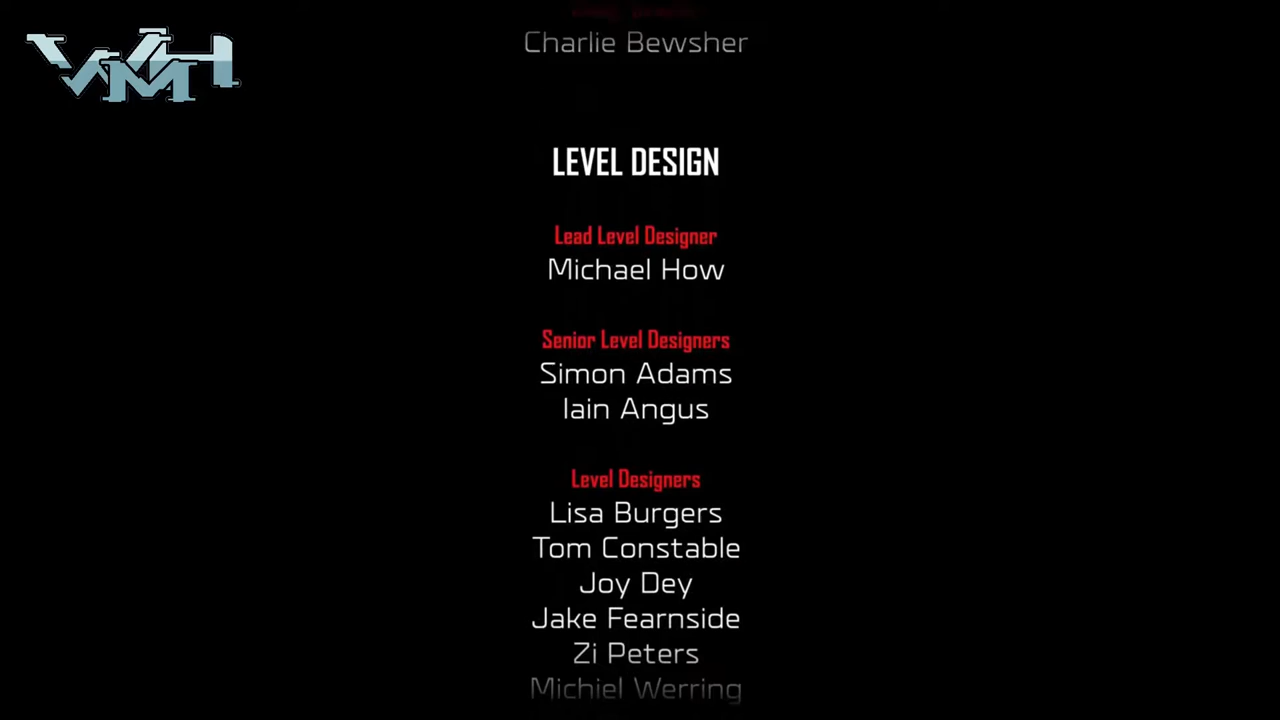 VVMH
Charlie Bewsher
LEVEL DESIGN
Lead Level Designer
Michael How
Senior Level Designers
Simon Adams
Iain Angus
Level Designers
Lisa Burgers
Tom Constable
Joy Dey
Jake Fearnside
Zi Peters
Michiel Werring